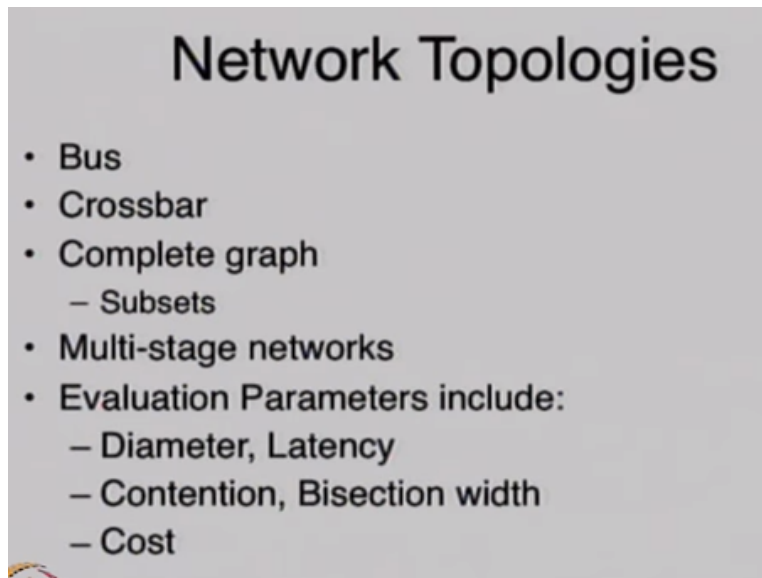 Network Topologies
• Bus
• Crossbar
• Complete graph
– Subsets
• Multi-stage networks
• Evaluation Parameters include:
– Diameter, Latency
– Contention, Bisection width
– Cost